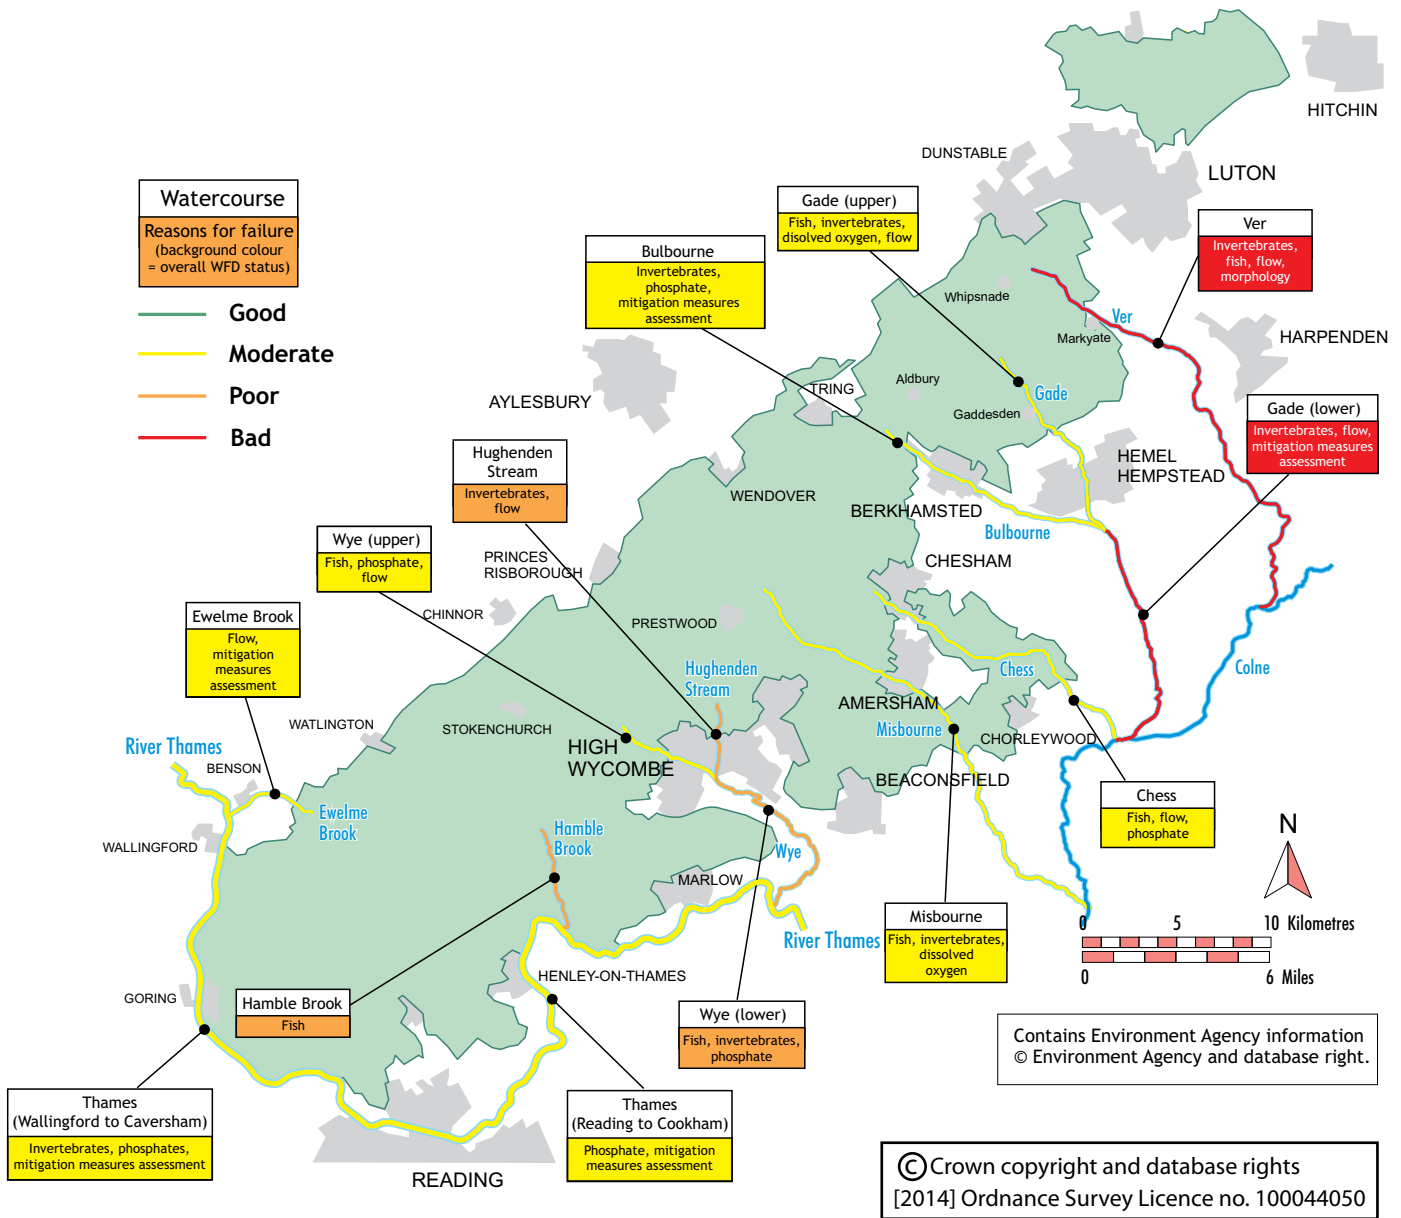 HITCHIN
DUNSTABLE
LUTON
Watercourse
Reasons for failure
(background colour
= overall WFD status)
Good
Moderate
Poor
Bad
Gade (upper)
Fish, invertebrates,
disolved oxygen, flow
Ver
Invertebrates,
fish, flow,
morphology
Bulbourne
Invertebrates,
phosphate,
mitigation measures
assessment
Whipsnade
Ver
Markyate
HARPENDEN
AYLESBURY
TRING
Aldbury
Gade
Gaddesden
Gade (lower)
Invertebrates, flow,
mitigation measures
assessment
Hughenden
Stream
Invertebrates,
flow
WENDOVER
HEMEL
HEMPSTEAD
BERKHAMSTED
Bulbourne
Wye (upper)
Fish, phosphate,
flow
PRINCES
RISBOROUGH
CHESHAM
CHINNOR
PRESTWOOD
Ewelme Brook
Flow,
mitigation
measures
assessment
Hughenden
Stream
Chess
Colne
AMERSHAM
Misbourne
CHORLEYWOOD
WATLINGTON
STOKENCHURCH
HIGH
WYCOMBE
River Thames
BENSON
BEACONSFIELD
Chess
Fish, flow,
phosphate
Ewelme
Brook
WALLINGFORD
Hamble
Brook
Wye
MARLOW
N
Misbourne
Fish, invertebrates,
dissolved
oxygen
River Thames
0 5 10 Kilometres
0 6 Miles
HENLEY-ON-THAMES
GORING
Hamble Brook
Fish
Wye (lower)
Fish, invertebrates,
phosphate
Contains Environment Agency information
© Environment Agency and database right.
Thames
(Wallingford to Caversham)
Invertebrates, phosphates,
mitigation measures assessment
Thames
(Reading to Cookham)
Phosphate, mitigation
measures assessment
READING
© Crown copyright and database rights
[2014] Ordnance Survey Licence no. 100044050